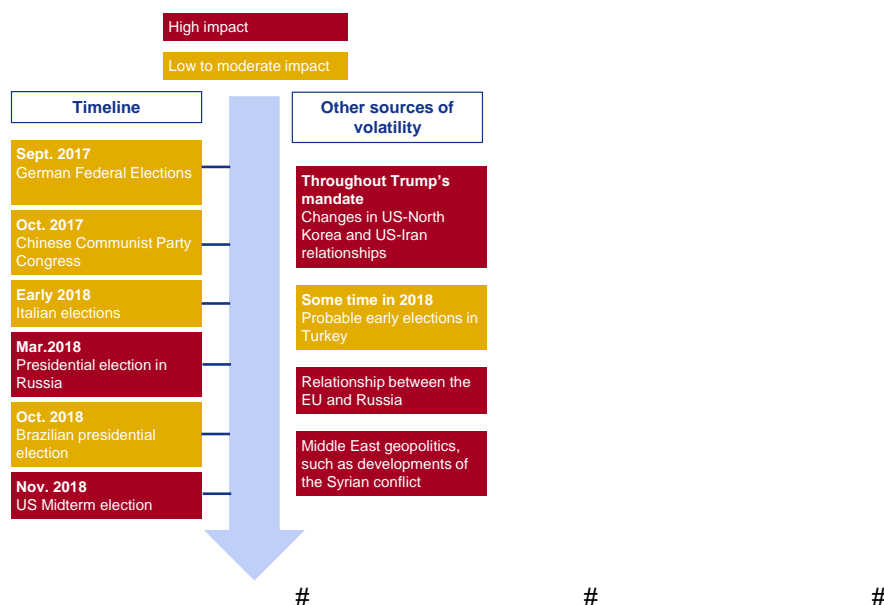 High impact
Low to moderate impact
Timeline
Sept. 2017
German Federal Elections
Oct. 2017
Chinese Communist Party
Congress
Early 2018
Italian elections
Mar.2018
Presidential election in
Russia
Oct. 2018
Brazilian presidential
election
Nov. 2018
US Midterm election
Other sources of
volatility
Throughout Trump's
mandate
Changes in US-North
Korea and US-Iran
relationships
Some time in 2018
Probable early elections in
Turkey
Relationship between the
EU and Russia
Middle East geopolitics,
such as developments of
the Syrian conflict
# # #